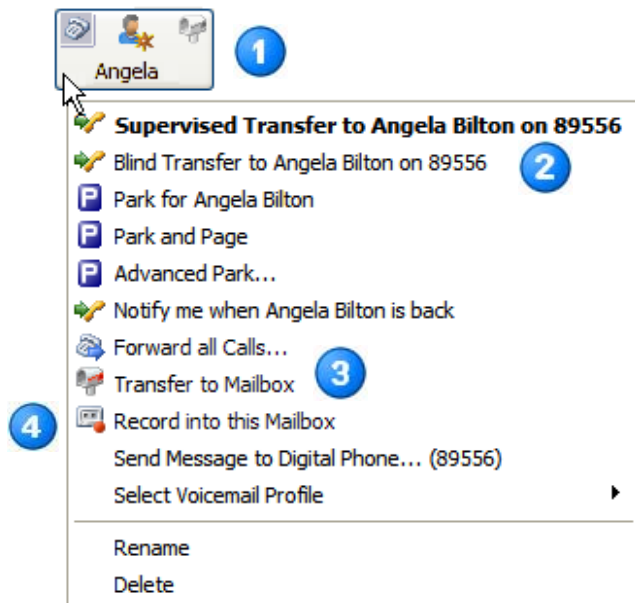 1
Angela
Supervised Transfer to Angela Bilton on 89556
Blind Transfer to Angela Bilton on 89556
2
P Park for Angela Bilton
P Park and Page
P Advanced Park...
Notify me when Angela Bilton is back
Forward all Calls...
Transfer to Mailbox
3
4
Record into this Mailbox
Send Message to Digital Phone... (89556)
Select Voicemail Profile
Rename
Delete